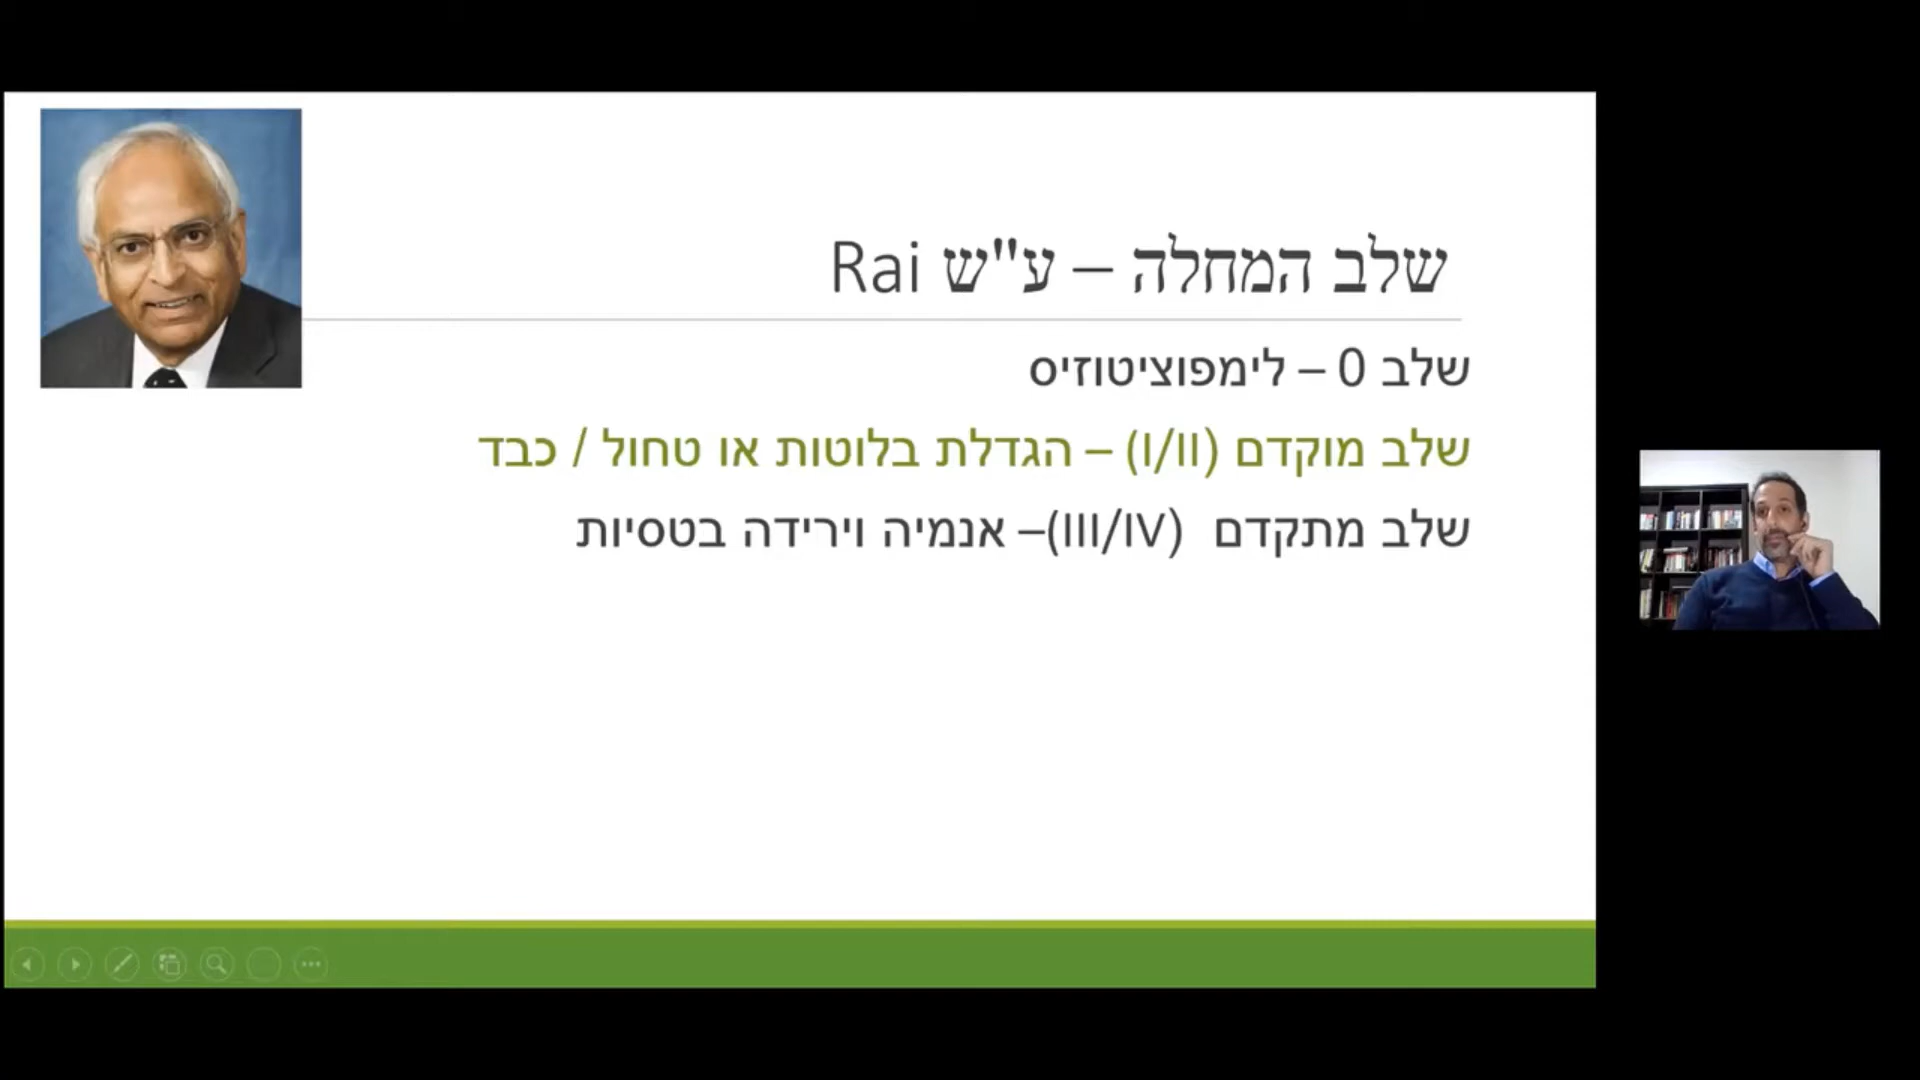 שלב המחלה – ע"ש Rai
שלב 0 – לימפוציטוזיס
שלב מוקדם (I/II) – הגדלת בלוטות או טחול / כבד
שלב מתקדם (III/IV)– אנמיה וירידה בטסיות